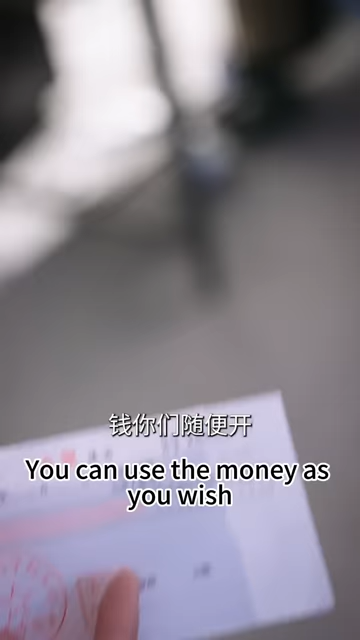 钱你们随便开
You can use the money as
you wish